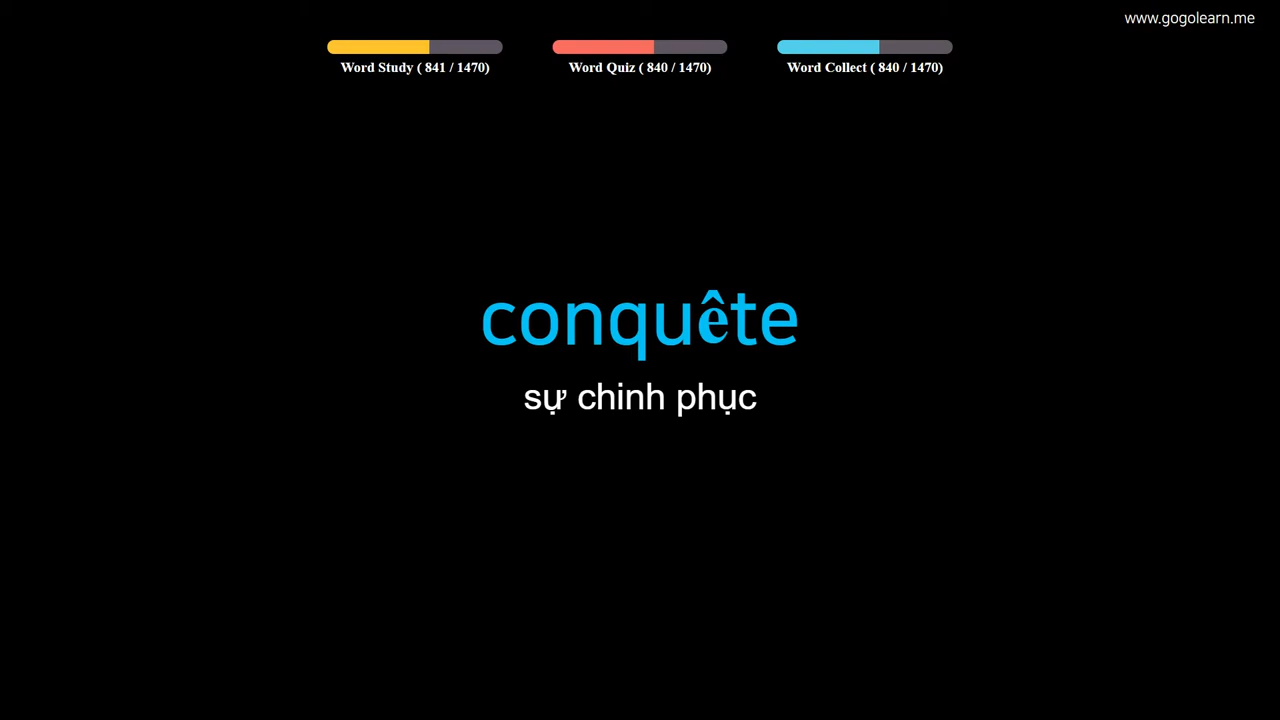 www.gogolearn.me
Word Study ( 841 / 1470)
Word Quiz ( 840 / 1470)
Word Collect ( 840 / 1470)
conquête
sự chinh phục